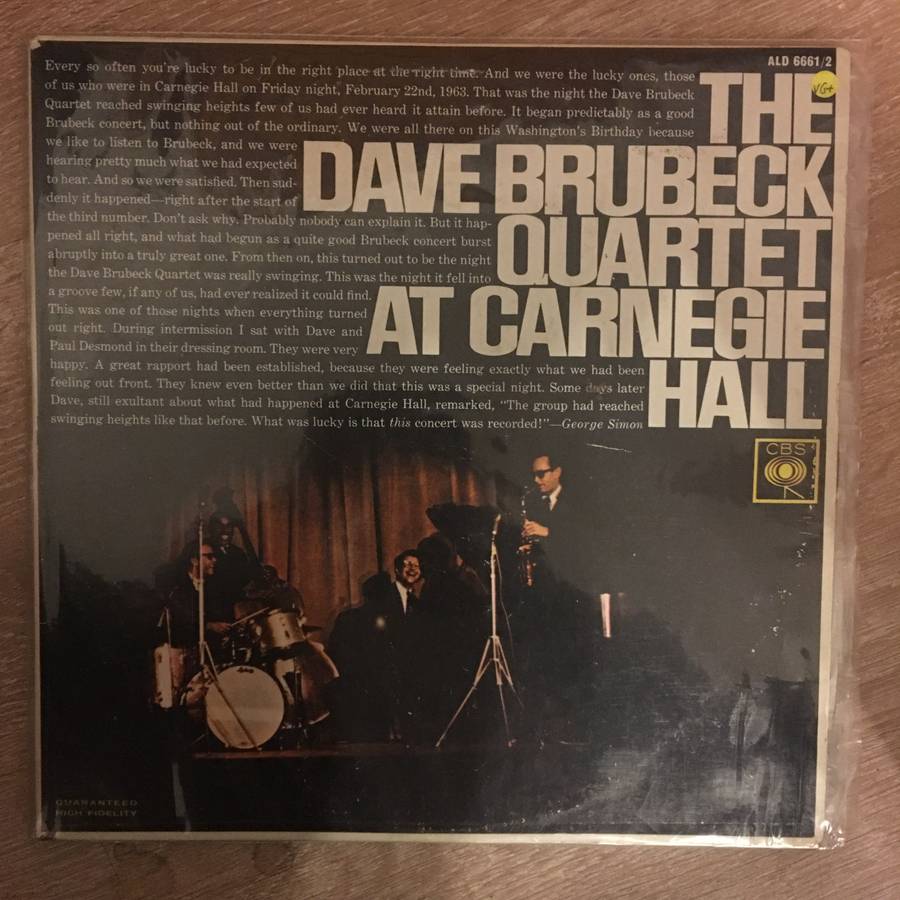 ALD 6661/2
VG+
Every so often you're lucky to be in the right place at the right time. And we were the lucky ones, those
of us who were in Carnegie Hall on Friday night, February 22nd, 1963. That was the night the Dave Brubeck
Quartet reached swinging heights few of us had ever heard it attain before. It began predictably as a good
Brubeck concert, but nothing out of the ordinary. We were all there on this Washington's Birthday because
we like to listen to Brubeck, and we were
hearing pretty much what we had expected
to hear. And so we were satisfied. Then sud-
denly it happened—right after the start of
the third number. Don't ask why. Probably nobody can explain it. But it hap-
pened all right, and what had begun as a quite good Brubeck concert burst
abruptly into a truly great one. From then on, this turned out to be the night
the Dave Brubeck Quartet was really swinging. This was the night it fell into
a groove few, if any of us, had ever realized it could find.
This was one of those nights when everything turned
out right. During intermission I sat with Dave and
Paul Desmond in their dressing room. They were very
happy. A great rapport had been established, because they were feeling exactly what we had been
feeling out front. They knew even better than we did that this was a special night. Some days later
Dave, still exultant about what had happened at Carnegie Hall, remarked, "The group had reached
swinging heights like that before. What was lucky is that this concert was recorded!"—George Simon
THE
DAVE BRUBECK
QUARTET
AT CARNEGIE
HALL
CBS
GUARANTEED
HIGH FIDELITY